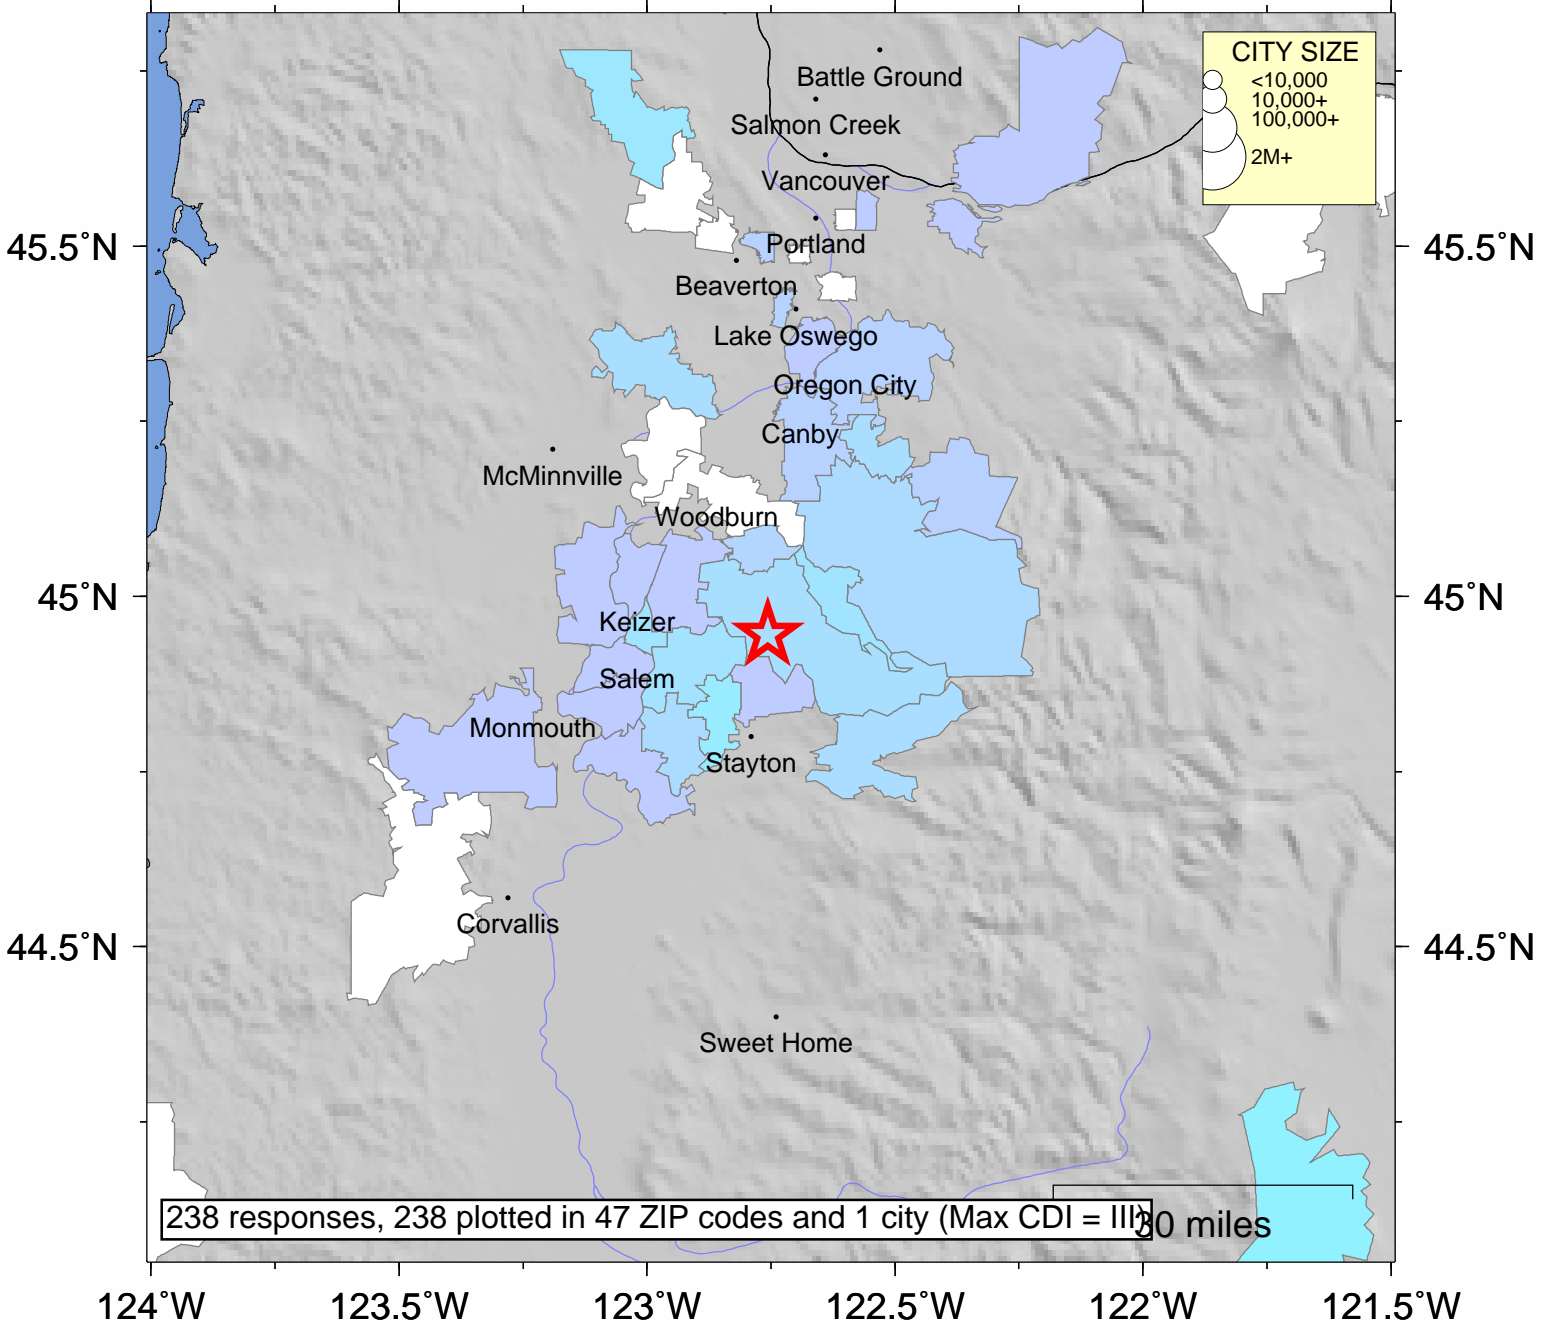 CITY SIZE
<10,000
10,000+
100,000+
2M+
Battle Ground
Salmon Creek
Vancouver
45.5˚N
Portland
45.5˚N
Beaverton
Lake Oswego
Oregon City
Canby
McMinnville
Woodburn
45˚N
45˚N
Keizer
Salem
Monmouth
Stayton
Corvallis
44.5˚N
44.5˚N
Sweet Home
238 responses, 238 plotted in 47 ZIP codes and 1 city (Max CDI = III)
30 miles
124˚W
123.5˚W
123˚W
122.5˚W
122˚W
121.5˚W